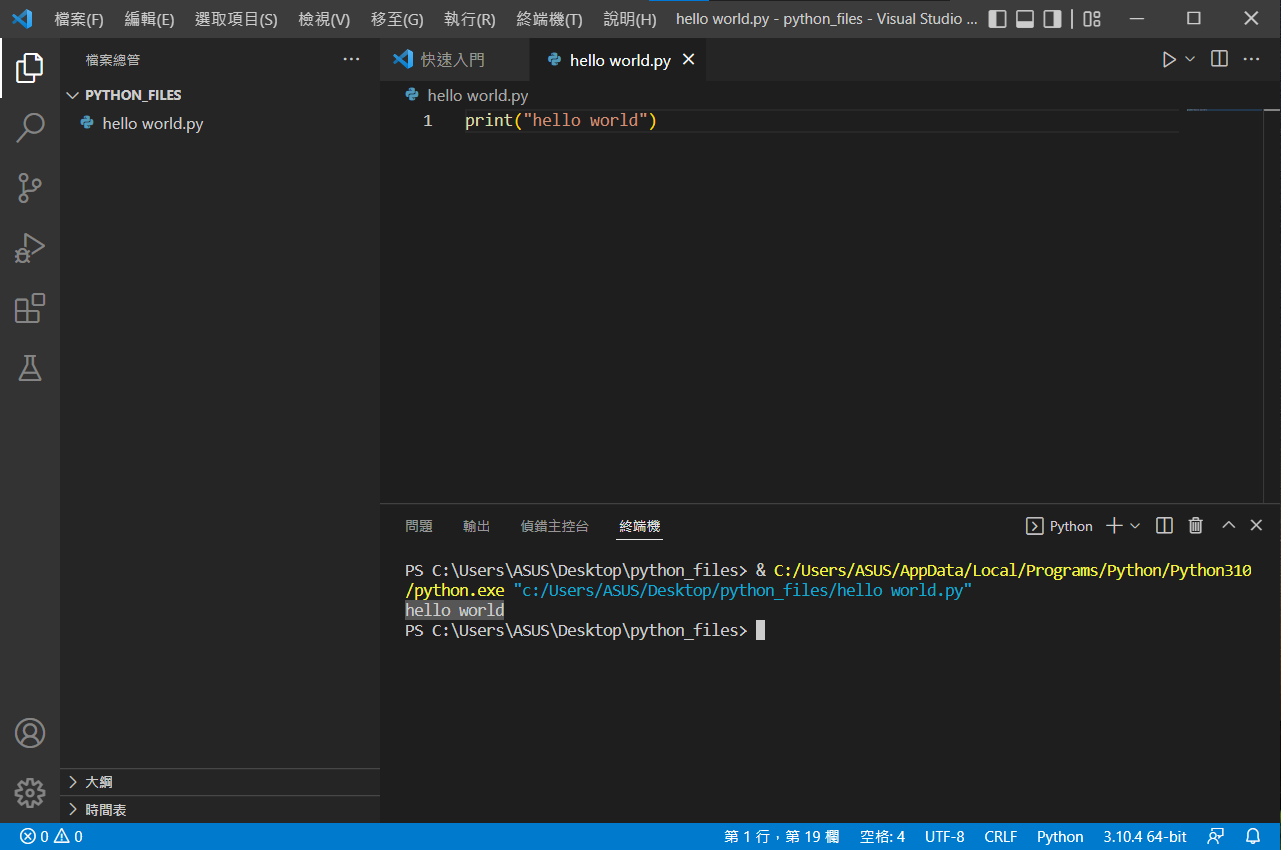 檔案(F) 編輯(E) 選取項目(S) 檢視(V) 移至(G) 執行(R) 終端機(T) 說明(H) hello world.py - python_files - Visual Studio ...
檔案總管
PYTHON_FILES
hello world.py
快速入門 hello world.py
hello world.py
1 print("hello world")
問題 輸出 偵錯主控台 終端機 Python
PS C:\Users\ASUS\Desktop\python_files> & C:/Users/ASUS/AppData/Local/Programs/Python/Python310
/python.exe "c:/Users/ASUS/Desktop/python_files/hello world.py"
hello world
PS C:\Users\ASUS\Desktop\python_files>
大綱
時間表
0 0 第 1 行，第 19 欄 空格: 4 UTF-8 CRLF Python 3.10.4 64-bit